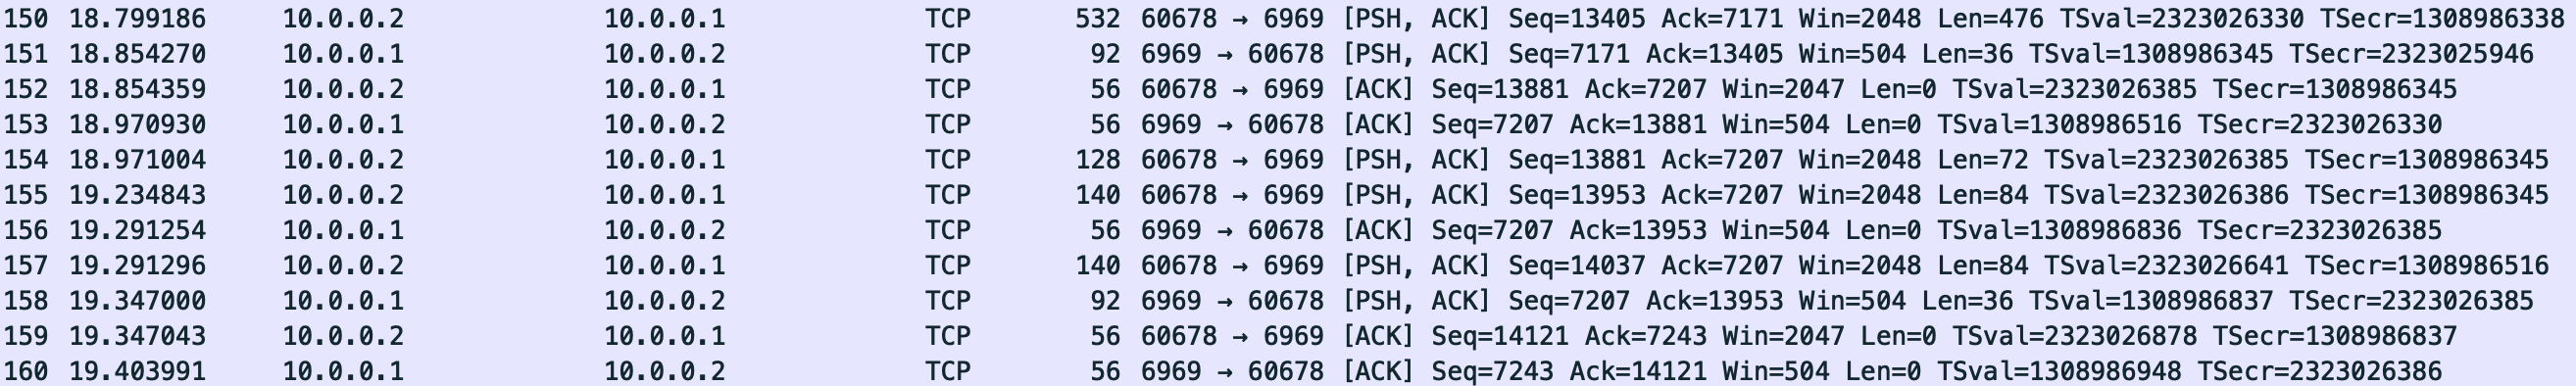 150 18.799186 10.0.0.2 10.0.0.1 TCP 532 60678 → 6969 [PSH, ACK] Seq=13405 Ack=7171 Win=2048 Len=476 TSval=2323026330 TSecr=1308986338
151 18.854270 10.0.0.1 10.0.0.2 TCP 92 6969 → 60678 [PSH, ACK] Seq=7171 Ack=13405 Win=504 Len=36 TSval=1308986345 TSecr=2323025946
152 18.854359 10.0.0.2 10.0.0.1 TCP 56 60678 → 6969 [ACK] Seq=13881 Ack=7207 Win=2047 Len=0 TSval=2323026385 TSecr=1308986345
153 18.970930 10.0.0.1 10.0.0.2 TCP 56 6969 → 60678 [ACK] Seq=7207 Ack=13881 Win=504 Len=0 TSval=1308986516 TSecr=2323026330
154 18.971004 10.0.0.2 10.0.0.1 TCP 128 60678 → 6969 [PSH, ACK] Seq=13881 Ack=7207 Win=2048 Len=72 TSval=2323026385 TSecr=1308986345
155 19.234843 10.0.0.2 10.0.0.1 TCP 140 60678 → 6969 [PSH, ACK] Seq=13953 Ack=7207 Win=2048 Len=84 TSval=2323026386 TSecr=1308986345
156 19.291254 10.0.0.1 10.0.0.2 TCP 56 6969 → 60678 [ACK] Seq=7207 Ack=13953 Win=504 Len=0 TSval=1308986836 TSecr=2323026385
157 19.291296 10.0.0.2 10.0.0.1 TCP 140 60678 → 6969 [PSH, ACK] Seq=14037 Ack=7207 Win=2048 Len=84 TSval=2323026641 TSecr=1308986516
158 19.347000 10.0.0.1 10.0.0.2 TCP 92 6969 → 60678 [PSH, ACK] Seq=7207 Ack=13953 Win=504 Len=36 TSval=1308986837 TSecr=2323026385
159 19.347043 10.0.0.2 10.0.0.1 TCP 56 60678 → 6969 [ACK] Seq=14121 Ack=7243 Win=2047 Len=0 TSval=2323026878 TSecr=1308986837
160 19.403991 10.0.0.1 10.0.0.2 TCP 56 6969 → 60678 [ACK] Seq=7243 Ack=14121 Win=504 Len=0 TSval=1308986948 TSecr=2323026386